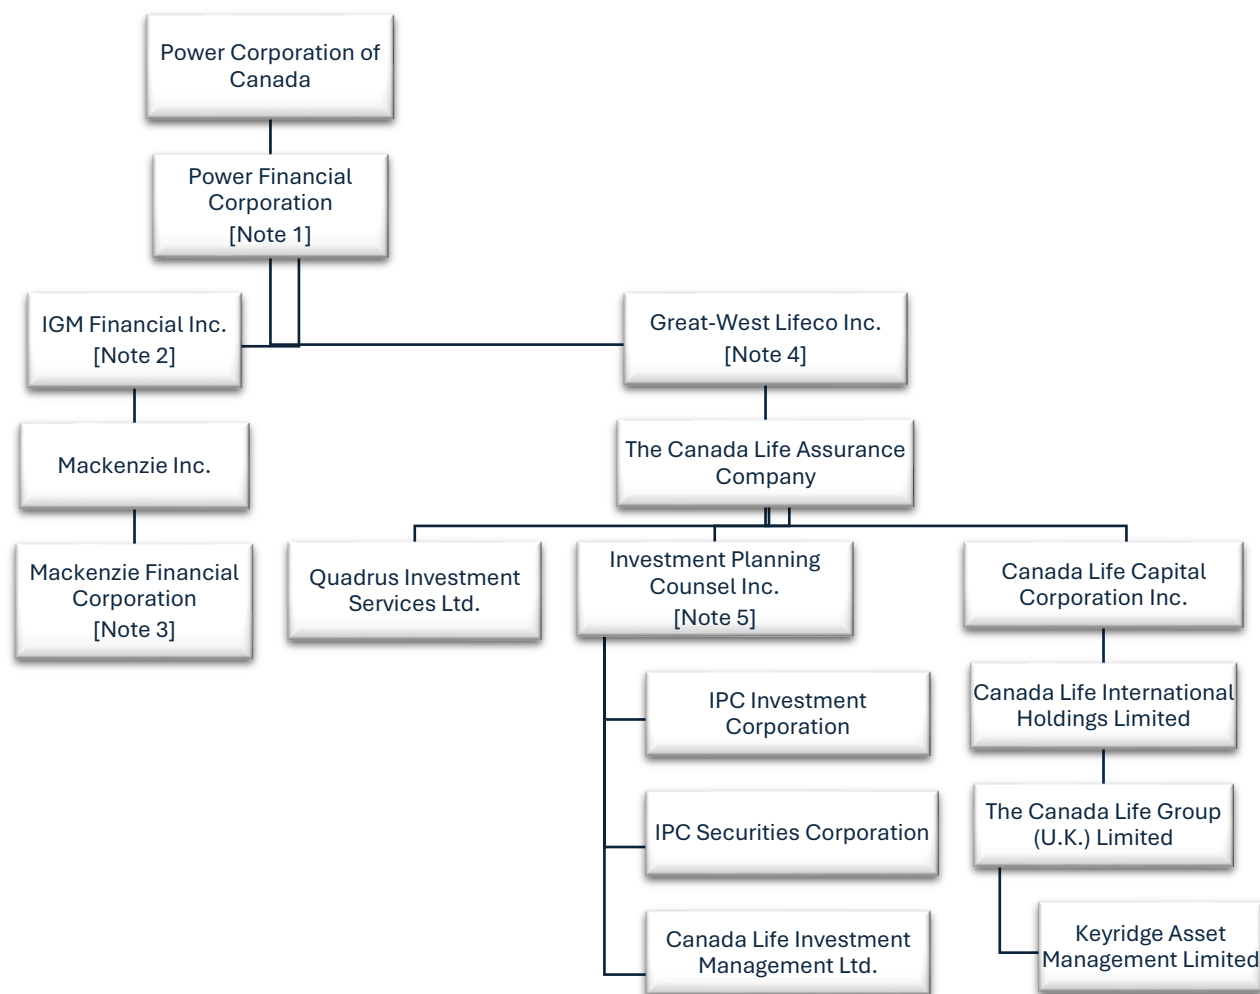 Power Corporation of
Canada
Power Financial
Corporation
[Note 1]
IGM Financial Inc.
[Note 2]
Great-West Lifeco Inc.
[Note 4]
Mackenzie Inc.
The Canada Life Assurance
Company
Mackenzie Financial
Corporation
[Note 3]
Quadrus Investment
Services Ltd.
Investment Planning
Counsel Inc.
[Note 5]
Canada Life Capital
Corporation Inc.
IPC Investment
Corporation
Canada Life International
Holdings Limited
IPC Securities Corporation
The Canada Life Group
(U.K.) Limited
Canada Life Investment
Management Ltd.
Keyridge Asset
Management Limited